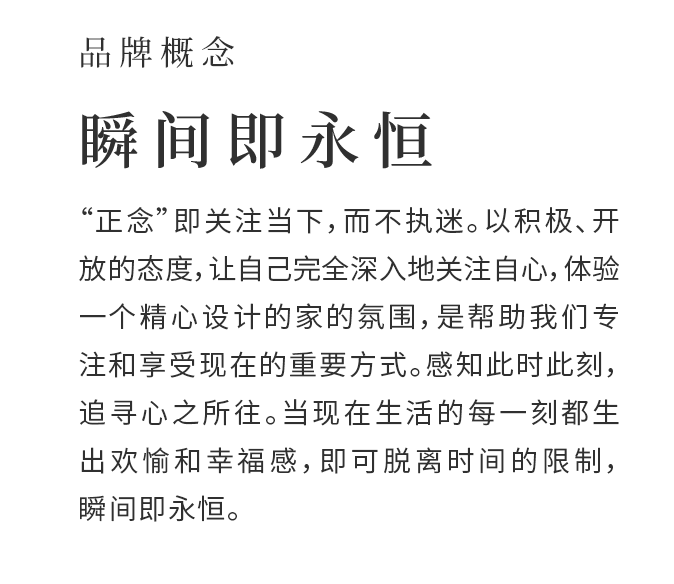 品牌概念
瞬间即永恒
“正念”即关注当下，而不执迷。以积极、开
放的态度，让自己完全深入地关注自心，体验
一个精心设计的家的氛围，是帮助我们专
注和享受现在的重要方式。感知此时此刻，
追寻心之所往。当现在生活的每一刻都生
出欢愉和幸福感，即可脱离时间的限制，
瞬间即永恒。